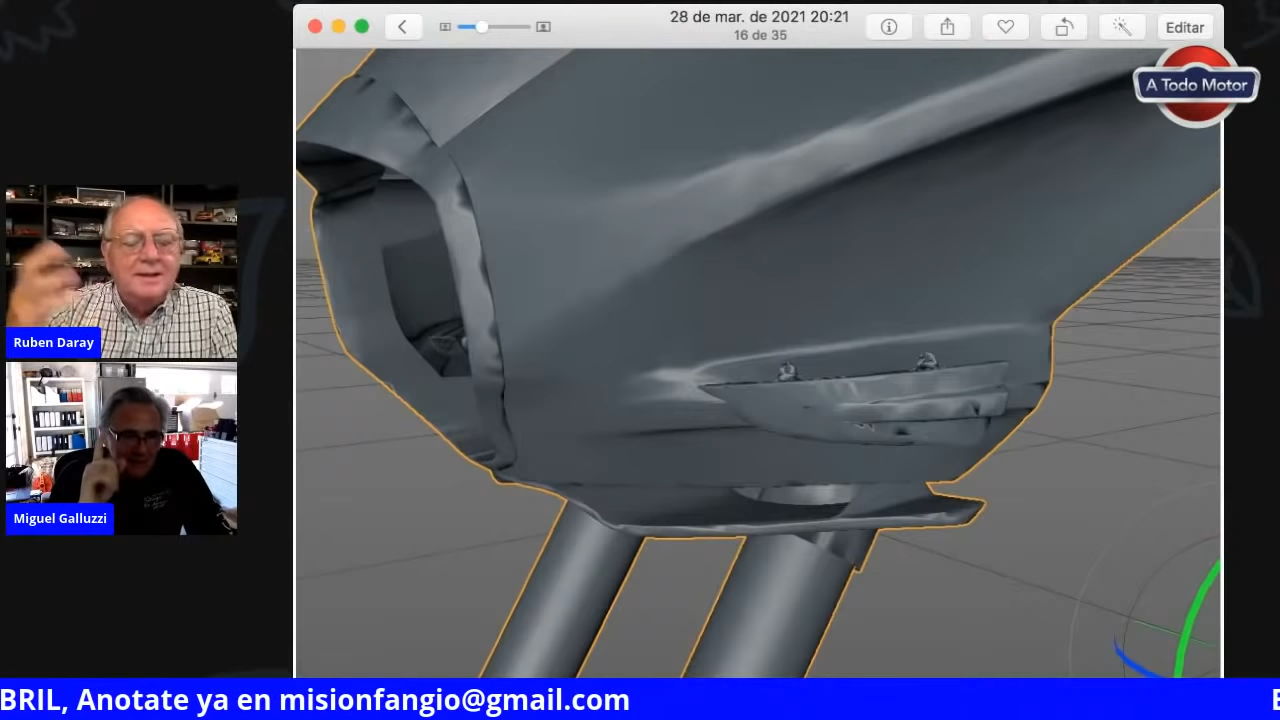 28 de mar. de 2021 20:21
16 de 35
Editar
A Todo Motor
Ruben Daray
Miguel Galluzzi
BRIL, Anotate ya en misionfangio@gmail.com